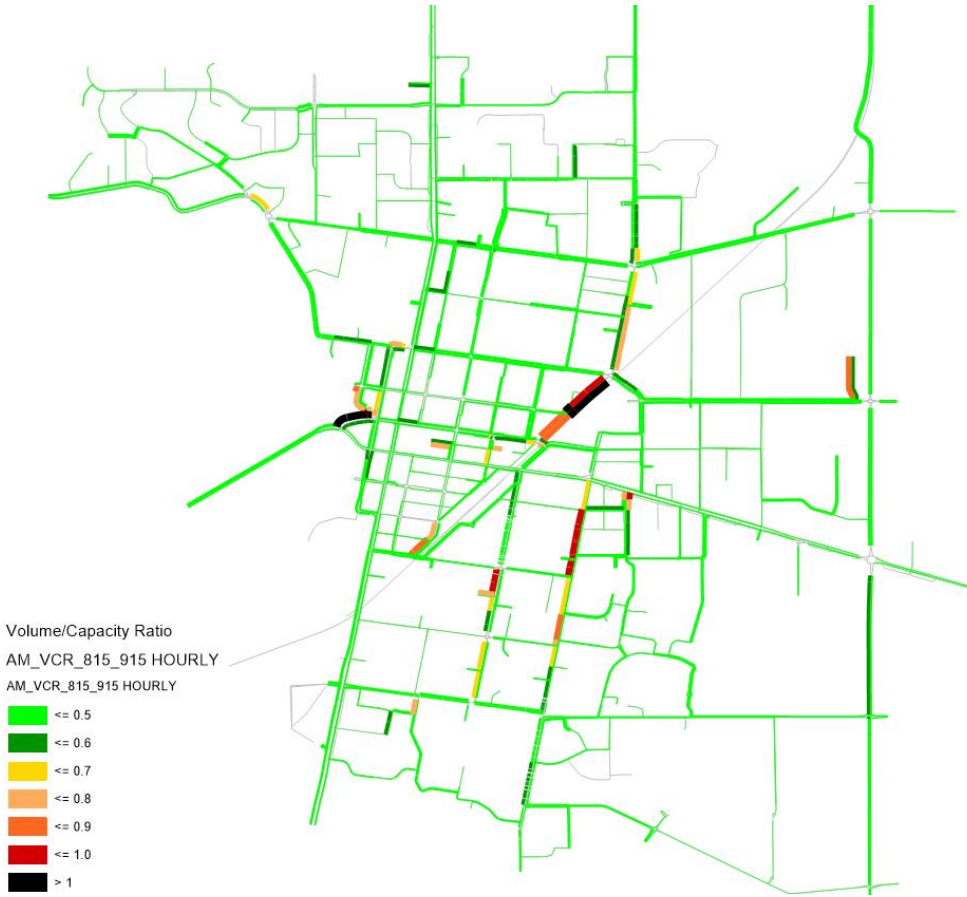 Volume/Capacity Ratio
AM_VCR_815_915 HOURLY
AM_VCR_815_915 HOURLY
<= 0.5
<= 0.6
<= 0.7
<= 0.8
<= 0.9
<= 1.0
> 1